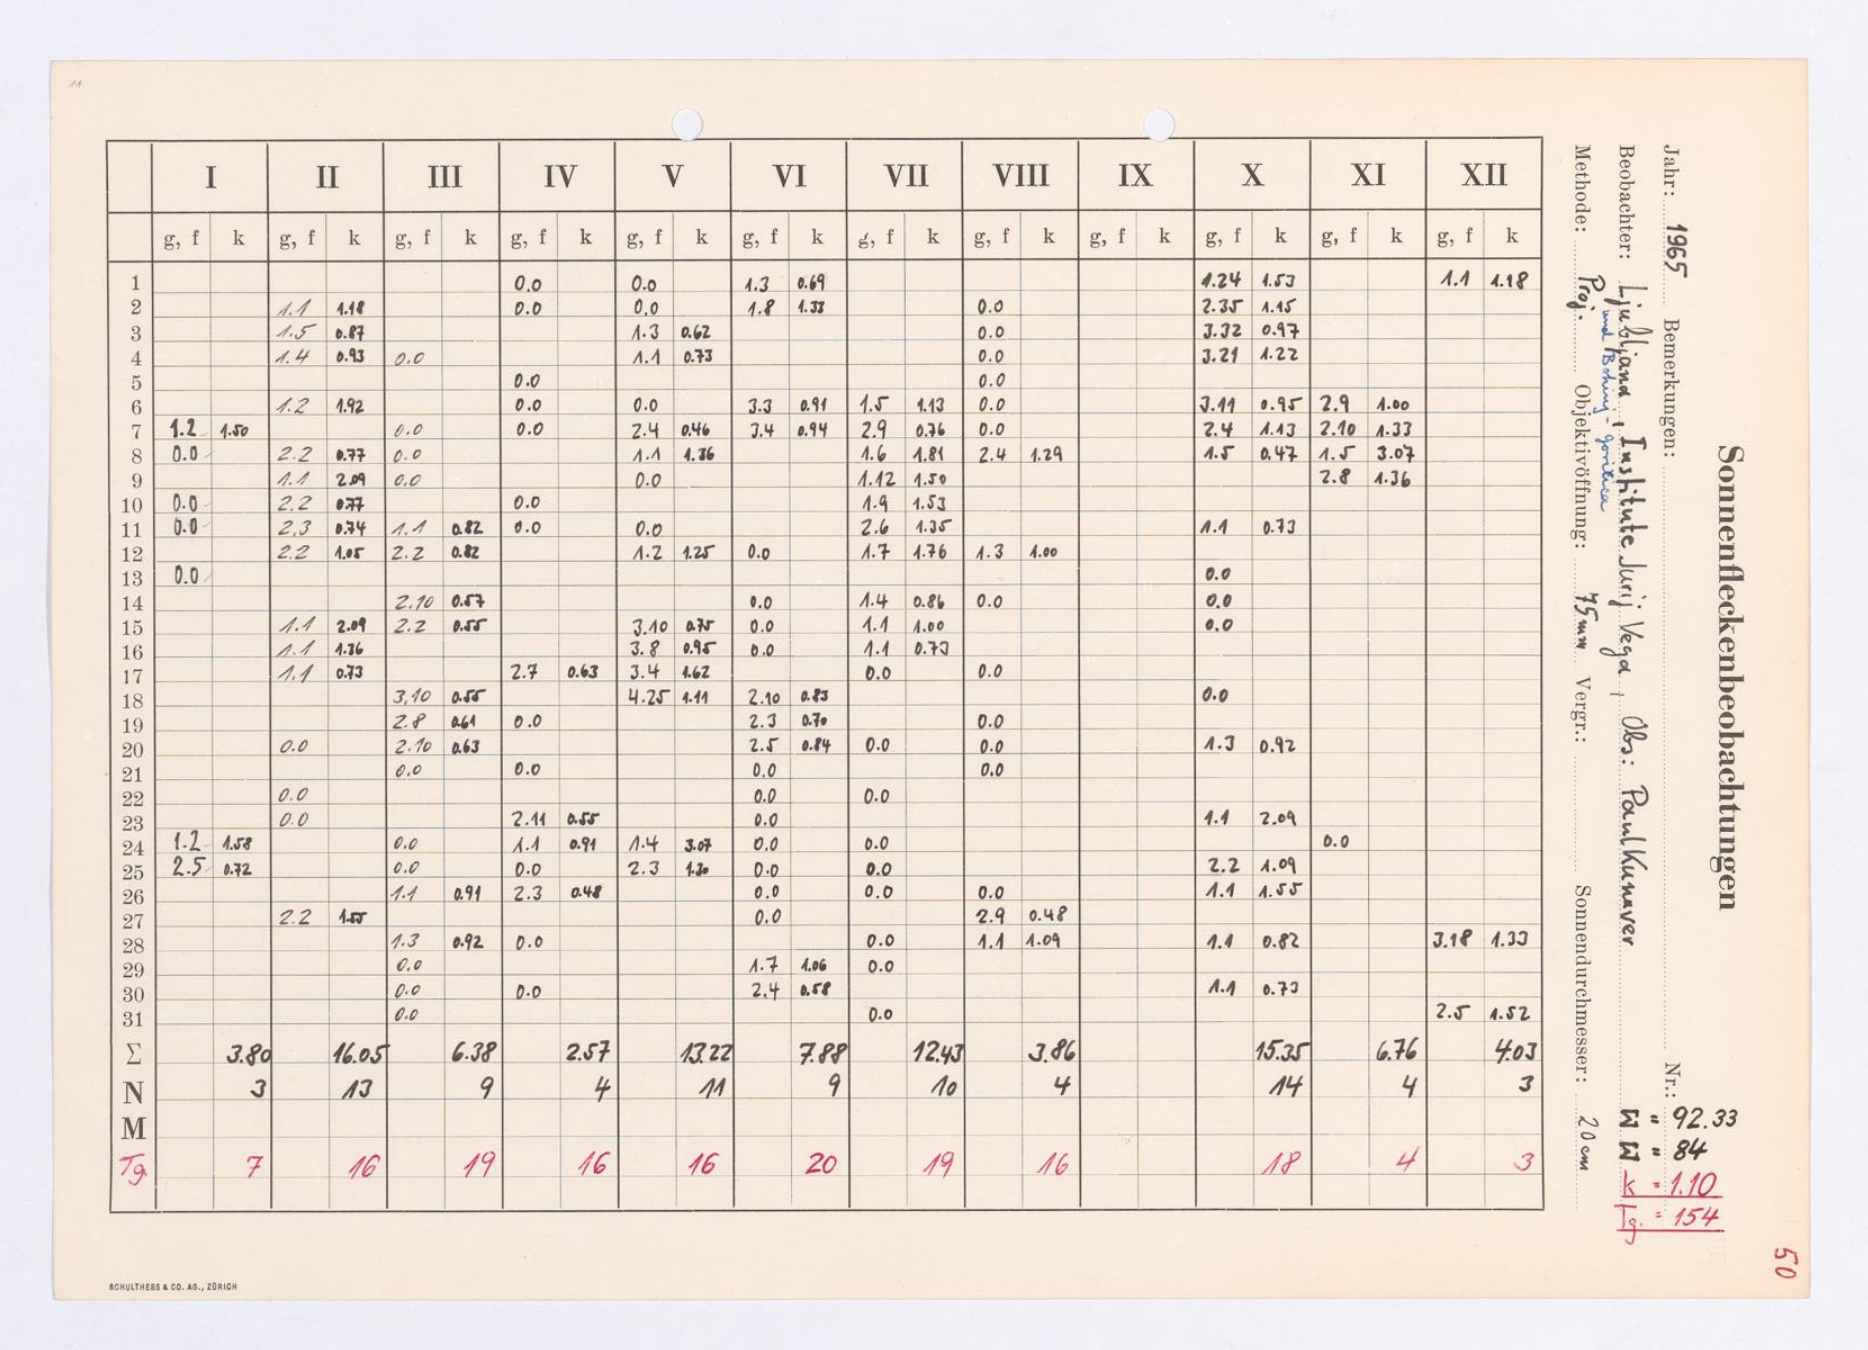 11
I II III IV V VI VII VIII IX X XI XII
g, f k g, f k g, f k g, f k g, f k g, f k g, f k g, f k g, f k g, f k g, f k g, f k
1 0.0 0.0 1.3 0.69 1.24 1.53 1.1 1.18
2 1.1 1.18 0.0 0.0 1.8 1.33 0.0 2.35 1.15
3 1.5 0.87 1.3 0.62 0.0 3.32 0.97
4 1.4 0.93 0.0 1.1 0.73 0.0 3.21 1.22
5 0.0 0.0
6 1.2 1.92 0.0 0.0 3.3 0.91 1.5 1.13 0.0 3.11 0.95 2.9 1.00
7 1.2 1.50 0.0 0.0 2.4 0.46 3.4 0.94 2.9 0.76 0.0 2.4 1.13 2.10 1.33
8 0.0 2.2 0.77 0.0 1.1 1.36 1.6 1.81 2.4 1.29 1.5 0.47 1.5 3.07
9 1.1 2.09 0.0 0.0 1.12 1.50 2.8 1.36
10 0.0 2.2 0.77 0.0 1.9 1.53
11 0.0 2.3 0.74 1.1 0.82 0.0 0.0 2.6 1.35 1.1 0.73
12 2.2 1.05 2.2 0.82 1.2 1.25 0.0 1.7 1.76 1.3 1.00
13 0.0 0.0
14 2.10 0.57 0.0 1.4 0.86 0.0 0.0
15 1.1 2.09 2.2 0.55 3.10 0.75 0.0 1.1 1.00 0.0
16 1.1 1.36 3.8 0.95 0.0 1.1 0.73
17 1.1 0.73 2.7 0.63 3.4 1.62 0.0 0.0
18 3,10 0.55 4.25 1.11 2.10 0.83 0.0
19 2.8 0.61 0.0 2.3 0.70 0.0
20 0.0 2.10 0.63 2.5 0.84 0.0 0.0 1.3 0.92
21 0.0 0.0 0.0 0.0
22 0.0 0.0 0.0
23 0.0 2.11 0.55 0.0 1.1 2.09
24 1.2 1.58 0.0 1.1 0.91 1.4 3.07 0.0 0.0 0.0
25 2.5 0.72 0.0 0.0 2.3 1.30 0.0 0.0 2.2 1.09
26 1.1 0.91 2.3 0.48 0.0 0.0 0.0 1.1 1.55
27 2.2 1.55 0.0 2.9 0.48
28 1.3 0.92 0.0 0.0 1.1 1.09 1.1 0.82 3.18 1.33
29 0.0 1.7 1.06 0.0
30 0.0 0.0 2.4 0.58 1.1 0.73
31 0.0 0.0 2.5 1.52
Σ 3.80 16.05 6.38 2.57 13.22 7.88 12.43 3.86 15.35 6.76 4.03
N 3 13 9 4 11 9 10 4 14 4 3
M
Tg. 7 16 19 16 16 20 19 16 18 4 3
SCHULTHESS & CO. AG., ZÜRICH
Sonnenfleckenbeobachtungen
Jahr: 1965 Bemerkungen: Nr.:
Beobachter: Ljubljana, Institute Jurij Vega, Obs: Paul Kunaver
und
Methode: Proj. Objektivöffnung: 75mm Vergr.: Sonnendurchmesser: 20cm
Σ = 92.33
Σ = 84
k = 1.10
Tg. = 154
50